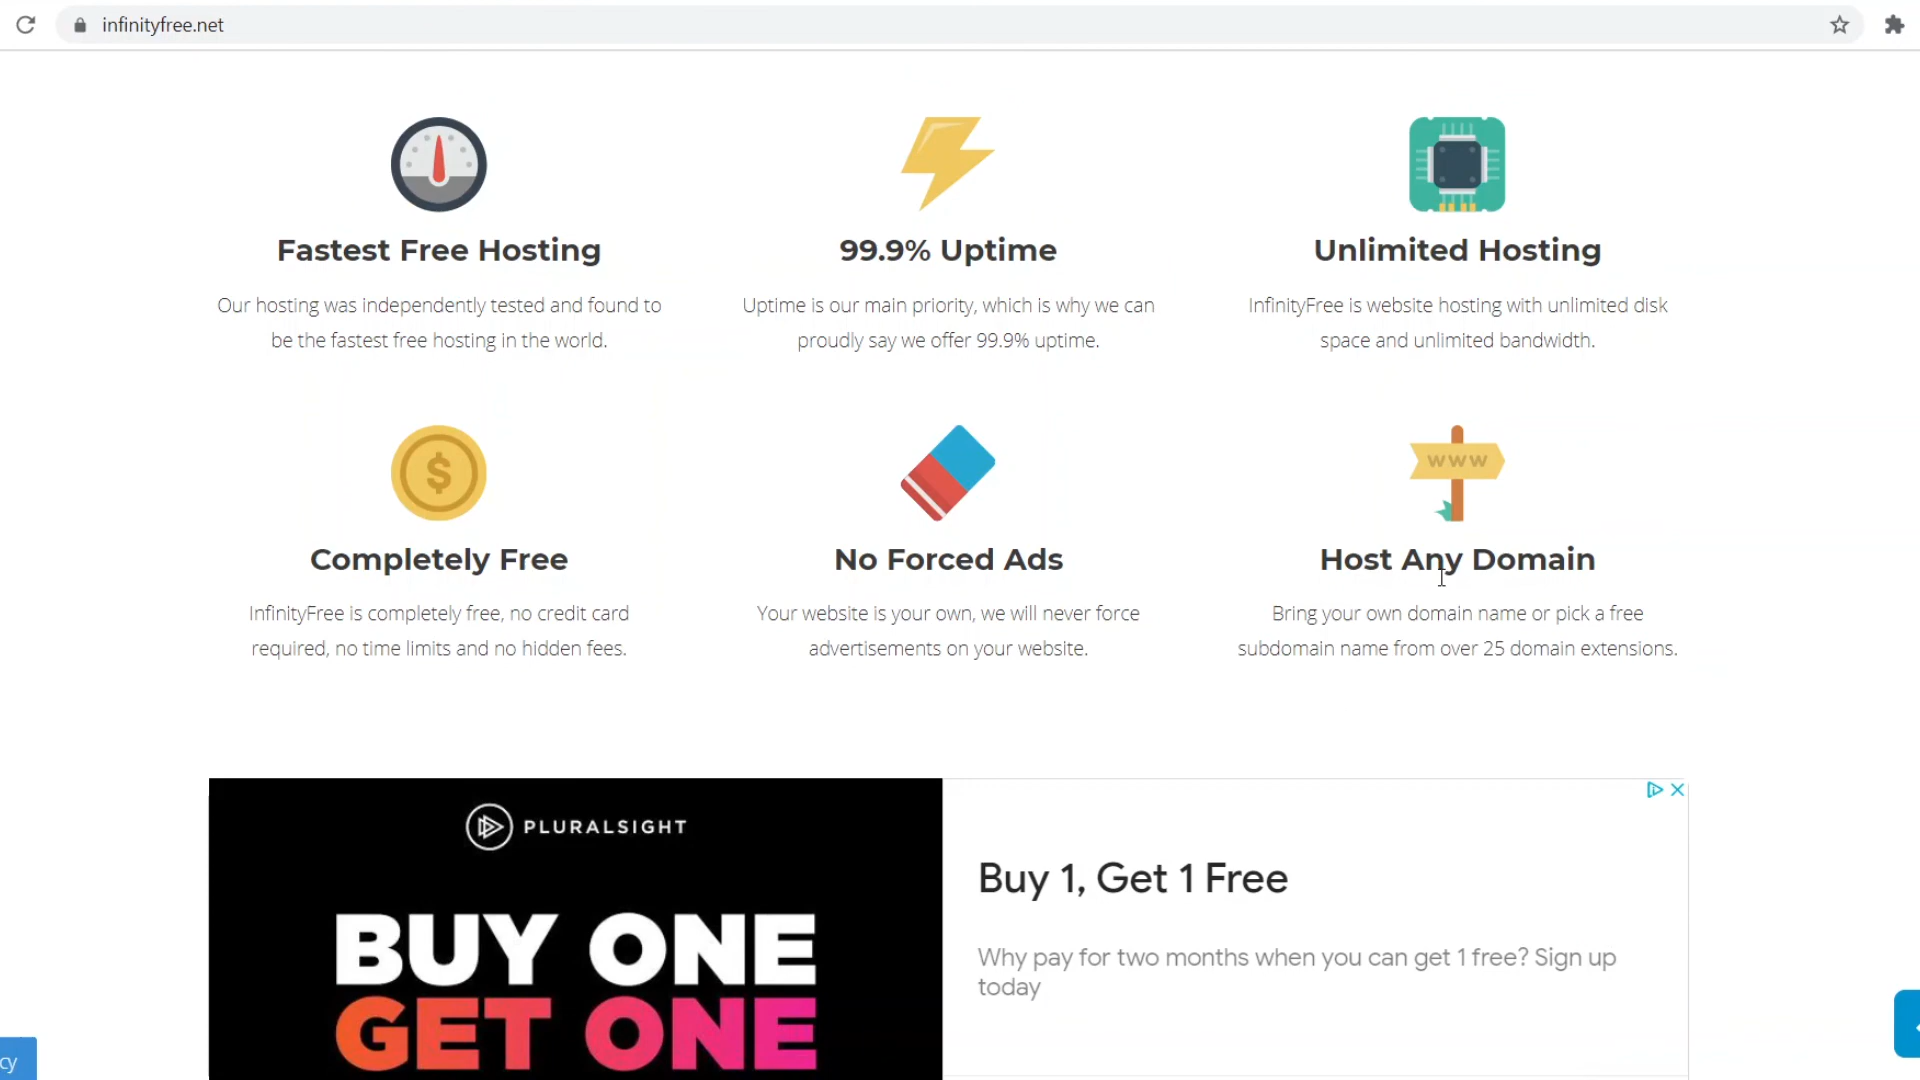 infinityfree.net
Fastest Free Hosting
Our hosting was independently tested and found to
be the fastest free hosting in the world.
99.9% Uptime
Uptime is our main priority, which is why we can
proudly say we offer 99.9% uptime.
Unlimited Hosting
InfinityFree is website hosting with unlimited disk
space and unlimited bandwidth.
$
Completely Free
InfinityFree is completely free, no credit card
required, no time limits and no hidden fees.
No Forced Ads
Your website is your own, we will never force
advertisements on your website.
WWW
Host Any Domain
Bring your own domain name or pick a free
subdomain name from over 25 domain extensions.
PLURALSIGHT
BUY ONE
GET ONE
Buy 1, Get 1 Free
Why pay for two months when you can get 1 free? Sign up
today
cy